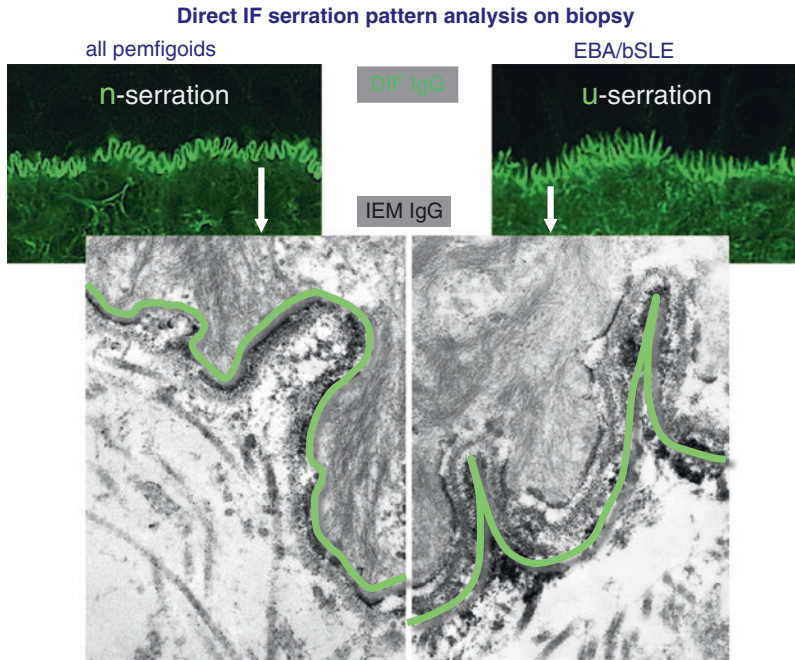 Direct IF serration pattern analysis on biopsy
all pemfigoids
EBA/bSLE
n-serration
DIF IgG
u-serration
IEM IgG